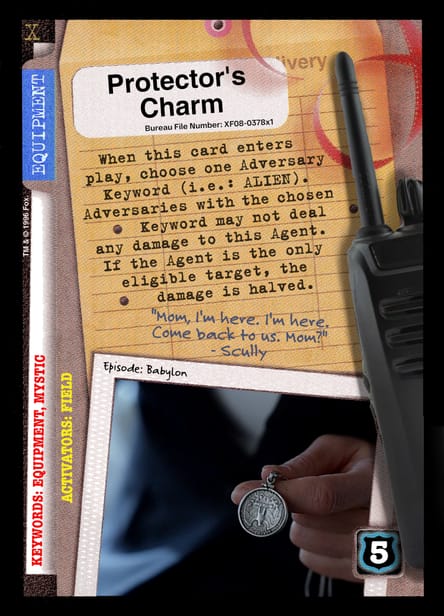 X
EQUIPMENT
TM & © 1996 Fox.
KEYWORDS: EQUIPMENT, MYSTIC
ACTIVATORS: FIELD
livery
Protector's
Charm
Bureau File Number: XF08-0378x1
When this card enters
play, choose one Adversary
Keyword (i.e.: ALIEN).
Adversaries with the chosen
Keyword may not deal
any damage to this Agent.
If the Agent is the only
eligible target, the
damage is halved.
"Mom, I'm here. I'm here.
Come back to us. Mom?"
- Scully
Episode: Babylon
5